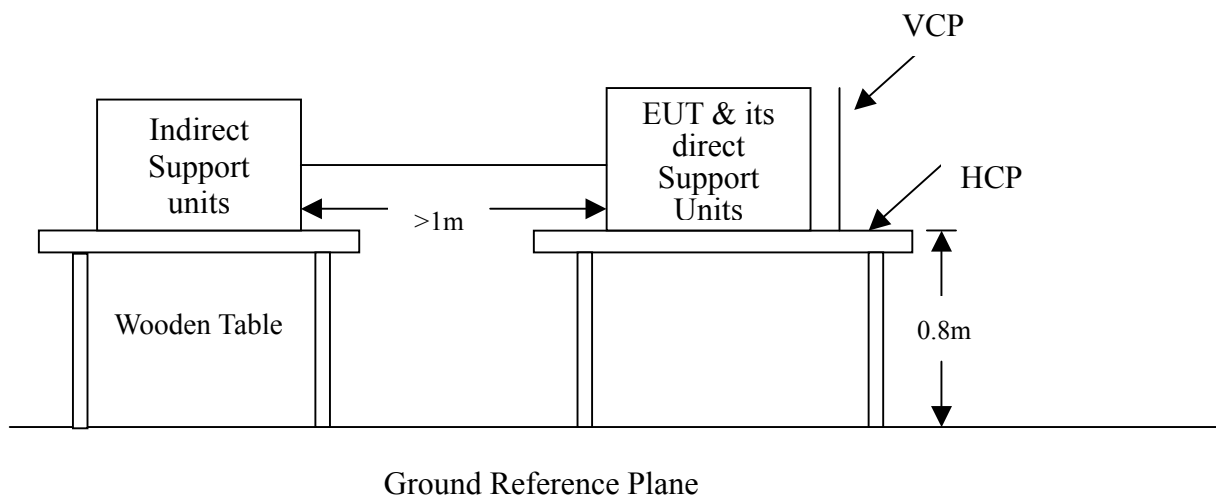 VCP
Indirect
Support
units
EUT & its
direct
Support
Units
HCP
>1m
Wooden Table
0.8m
Ground Reference Plane